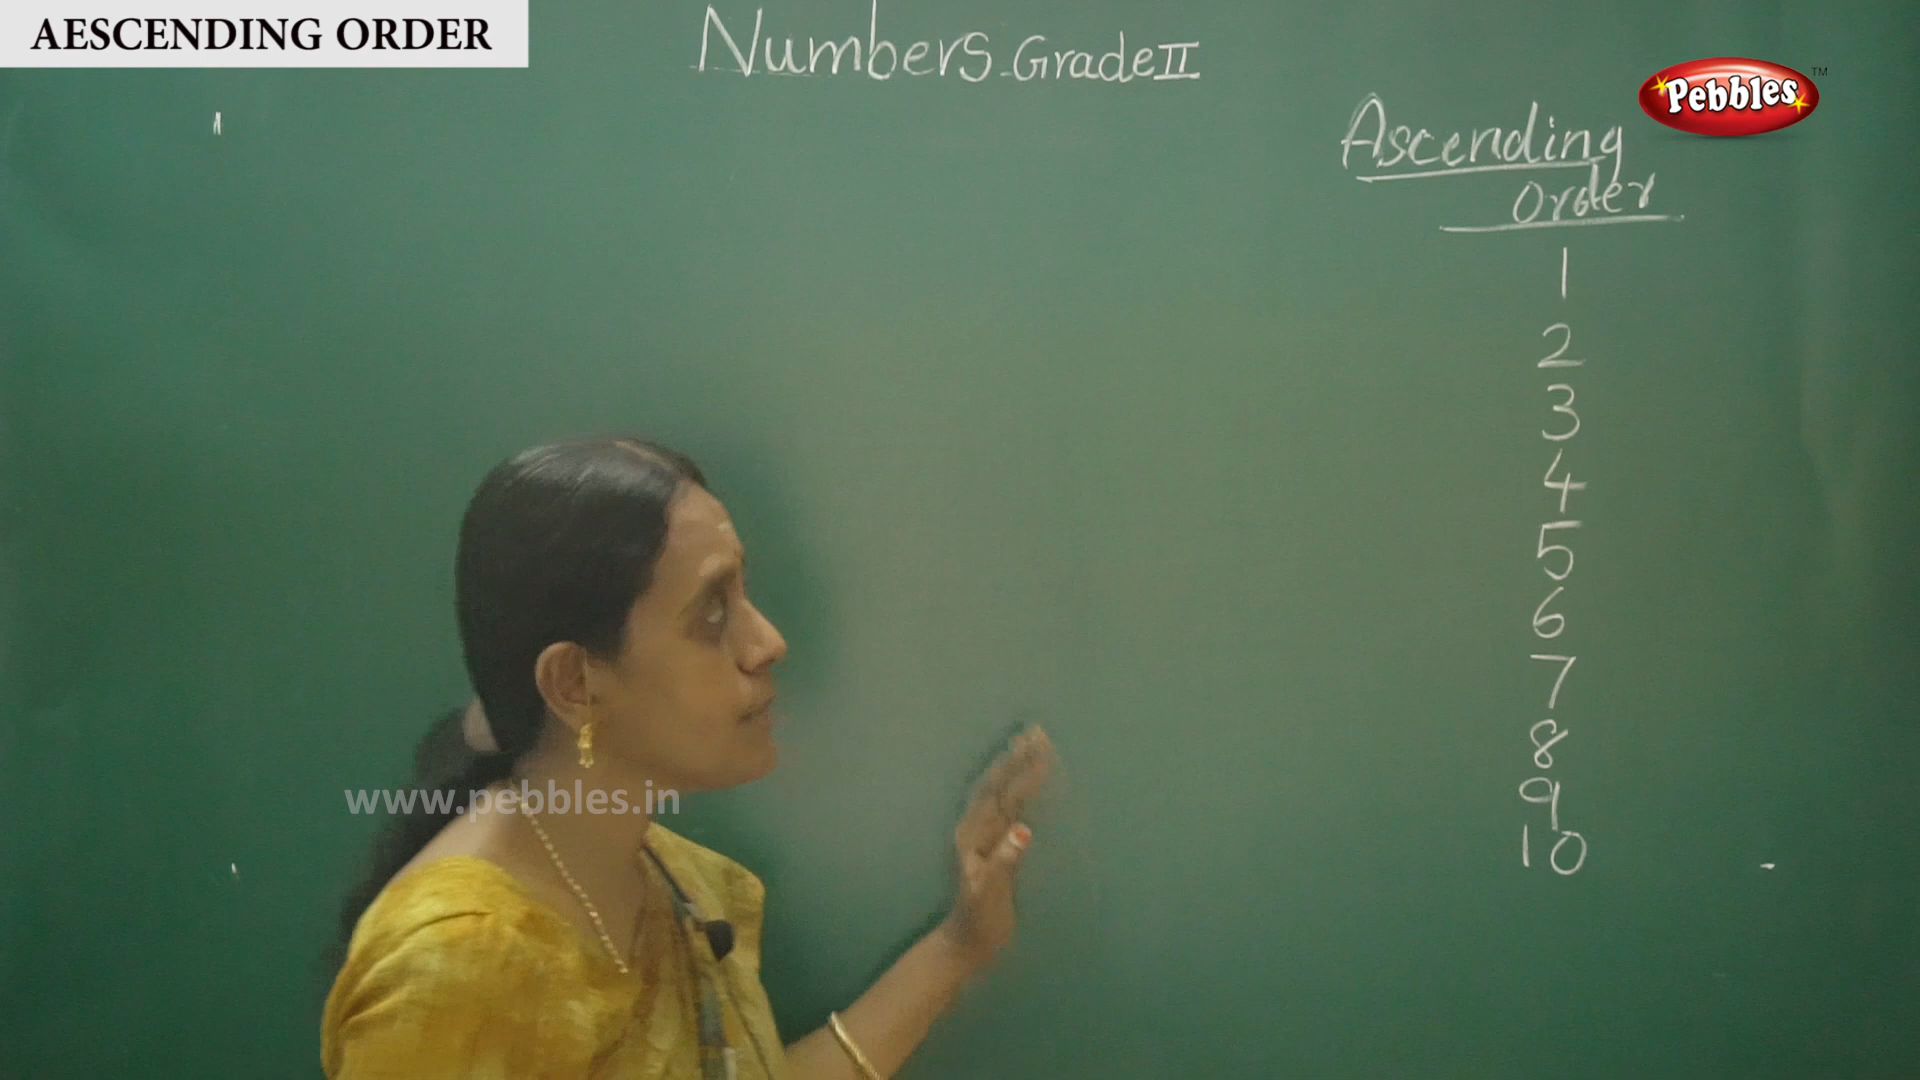 AESCENDING ORDER
Numbers - Grade II
Pebbles TM
Ascending
Order
1
2
3
4
5
6
7
8
9
10
www.pebbles.in